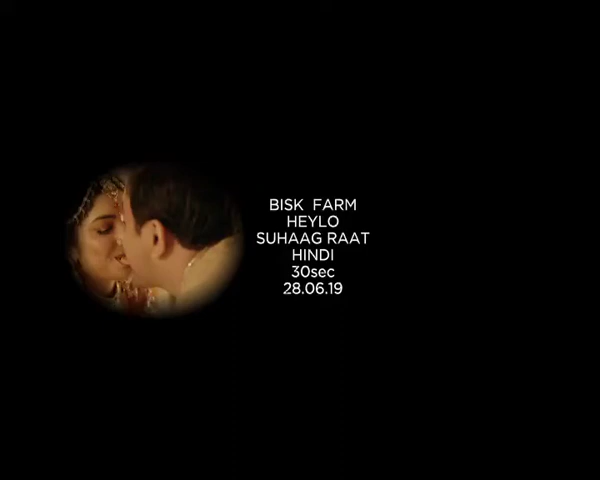 BISK FARM
HEYLO
SUHAAG RAAT
HINDI
30sec
28.06.19